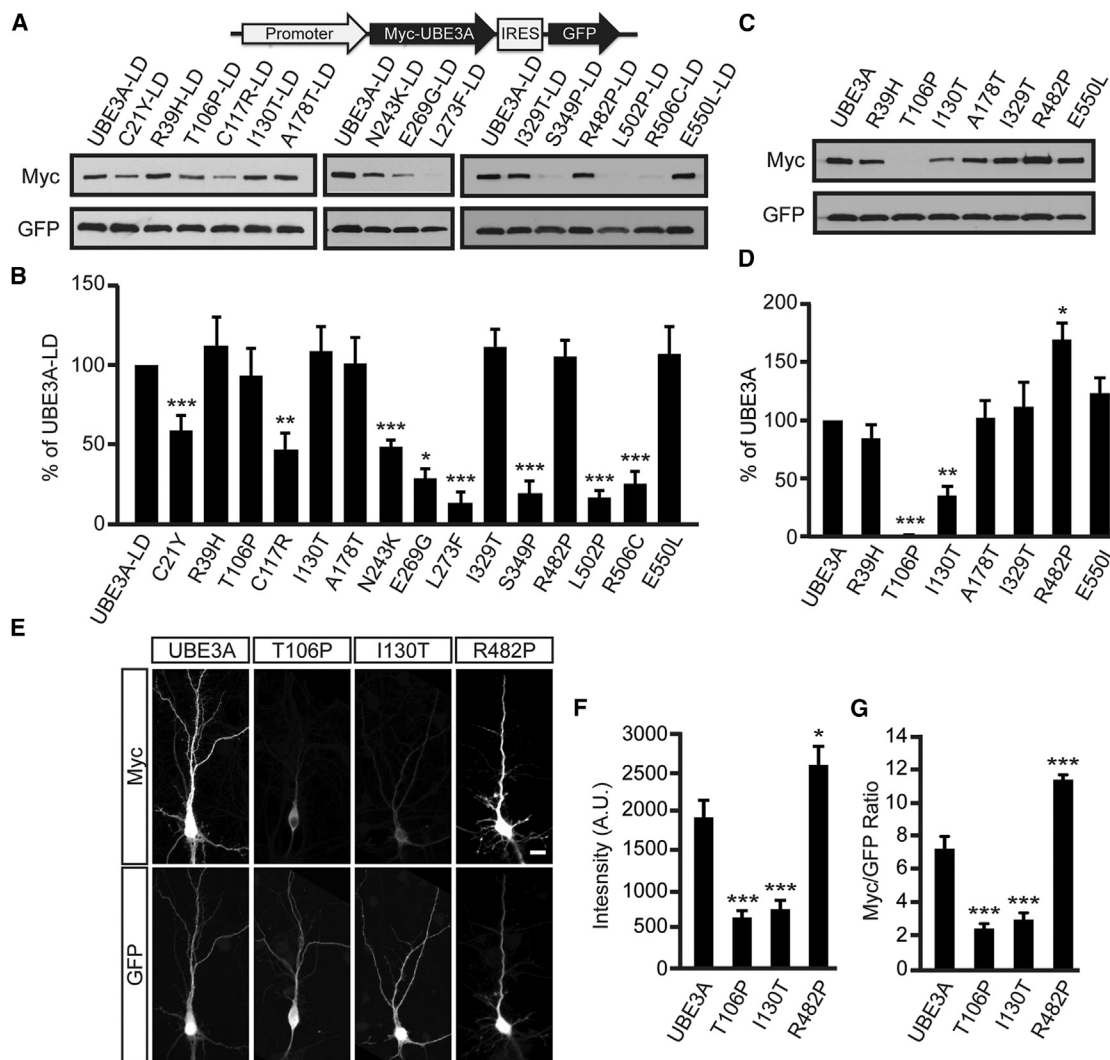 A
Promoter
Myc-UBE3A
IRES
GFP
UBE3A-LD
C21Y-LD
R39H-LD
T106P-LD
C117R-LD
I130T-LD
A178T-LD
UBE3A-LD
N243K-LD
E269G-LD
L273F-LD
UBE3A-LD
I329T-LD
S349P-LD
R482P-LD
L502P-LD
R506C-LD
E550L-LD
Myc
GFP
C
UBE3A
R39H
T106P
I130T
A178T
I329T
R482P
E550L
Myc
GFP
B
% of UBE3A-LD
150
100
50
0
***
**
***
*
***
***
***
***
UBE3A-LD
C21Y
R39H
T106P
C117R
I130T
A178T
N243K
E269G
L273F
I329T
S349P
R482P
L502P
R506C
E550L
D
% of UBE3A
200
150
100
50
0
***
**
*
UBE3A
R39H
T106P
I130T
A178T
I329T
R482P
E550L
E
UBE3A
T106P
I130T
R482P
Myc
GFP
F
Intesnsity (A.U.)
3000
2500
2000
1500
1000
500
0
***
***
*
UBE3A
T106P
I130T
R482P
G
Myc/GFP Ratio
14
12
10
8
6
4
2
0
***
***
***
UBE3A
T106P
I130T
R482P